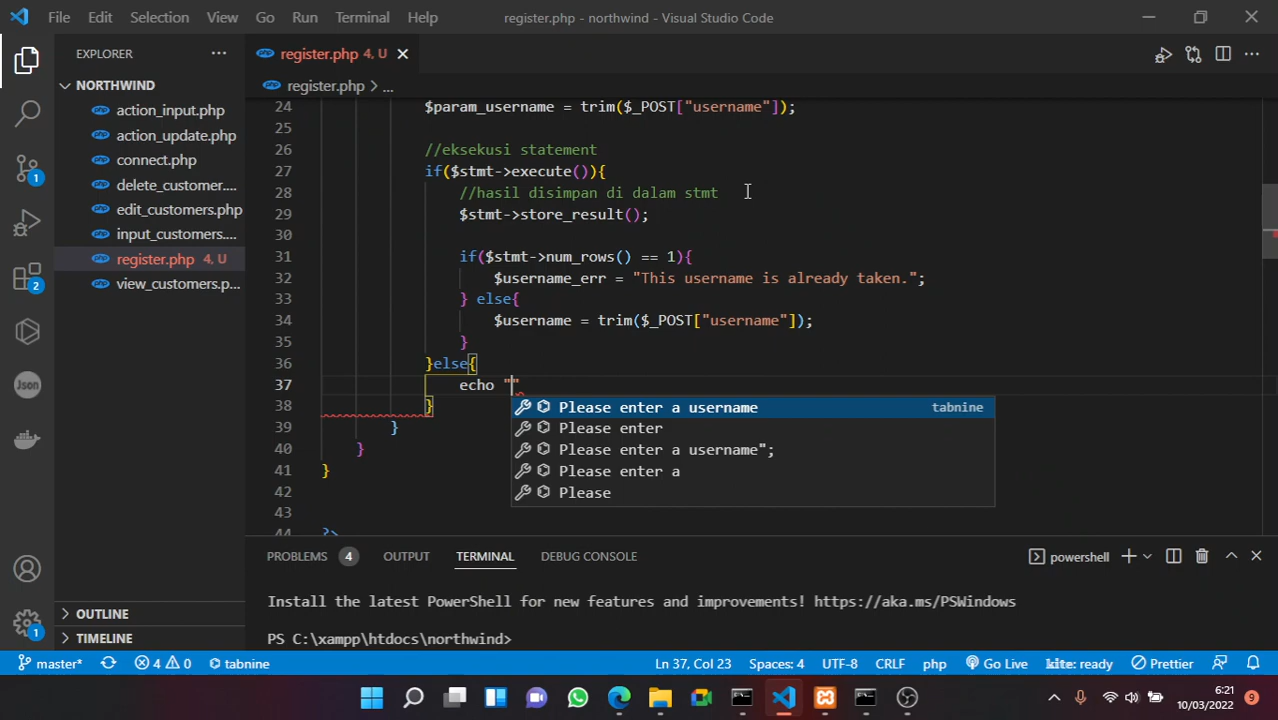 File Edit Selection View Go Run Terminal Help register.php - northwind - Visual Studio Code
EXPLORER ···
register.php 4, U
NORTHWIND
register.php > ...
action_input.php
action_update.php
connect.php
delete_customer....
edit_customers.php
input_customers....
register.php 4, U
view_customers.p...
24 $param_username = trim($_POST["username"]);
25
26 //eksekusi statement
27 if($stmt->execute()){
28 //hasil disimpan di dalam stmt
29 $stmt->store_result();
30
31 if($stmt->num_rows() == 1){
32 $username_err = "This username is already taken.";
33 } else{
34 $username = trim($_POST["username"]);
35 }
36 }else{
37 echo ""
38 }
39 }
40 }
41 }
42
43
44 ?>
Please enter a username tabnine
Please enter
Please enter a username";
Please enter a
Please
1
2
Json
1
OUTLINE
TIMELINE
PROBLEMS 4 OUTPUT TERMINAL DEBUG CONSOLE powershell
Install the latest PowerShell for new features and improvements! https://aka.ms/PSWindows
PS C:\xampp\htdocs\northwind>
master* 4 0 tabnine Ln 37, Col 23 Spaces: 4 UTF-8 CRLF php Go Live kite: ready Prettier
6:21
10/03/2022
9